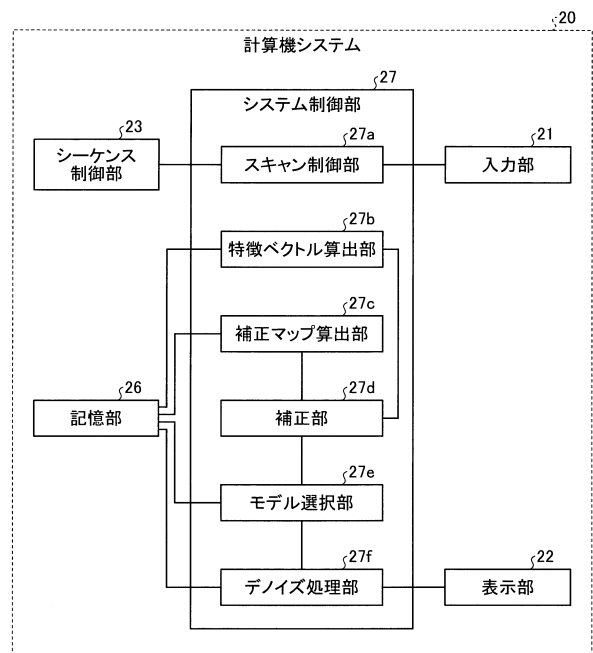 20
計算機システム
27
システム制御部
23
シーケンス
制御部
27a
スキャン制御部
21
入力部
27b
特徴ベクトル算出部
27c
補正マップ算出部
26
記憶部
27d
補正部
27e
モデル選択部
27f
デノイズ処理部
22
表示部